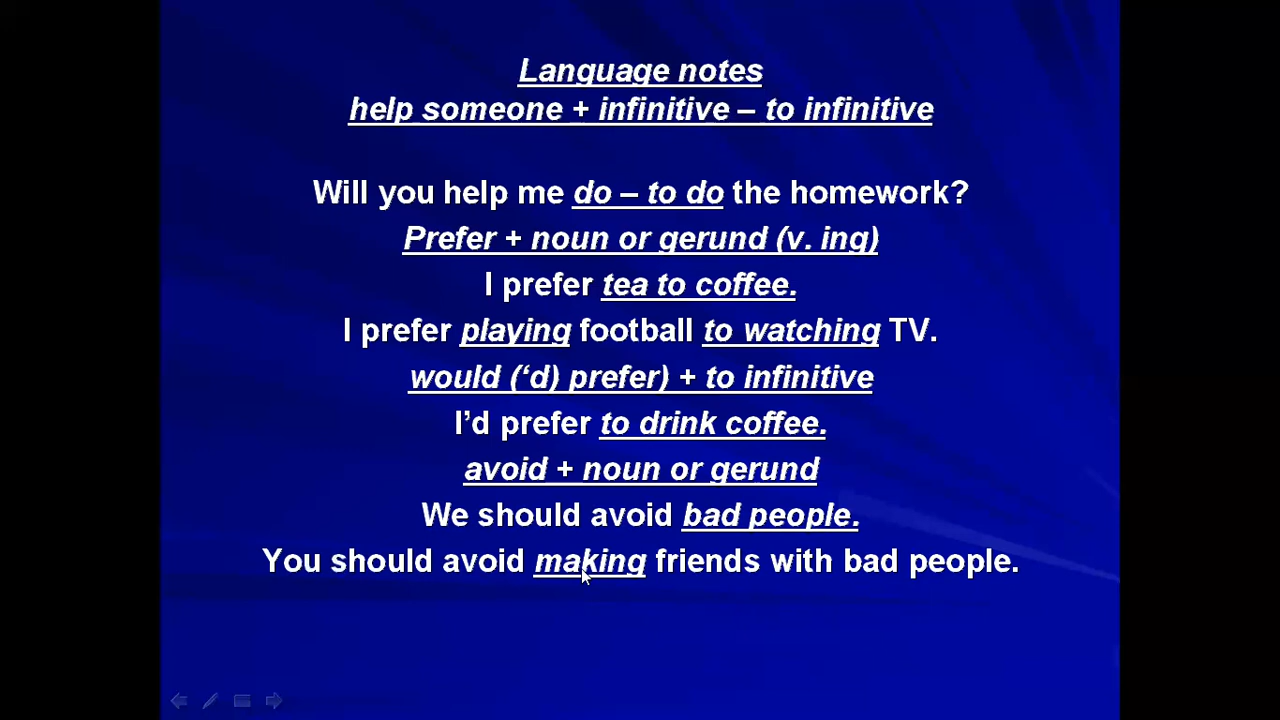 Language notes
help someone + infinitive – to infinitive
Will you help me do – to do the homework?
Prefer + noun or gerund (v. ing)
I prefer tea to coffee.
I prefer playing football to watching TV.
would (‘d) prefer) + to infinitive
I’d prefer to drink coffee.
avoid + noun or gerund
We should avoid bad people.
You should avoid making friends with bad people.